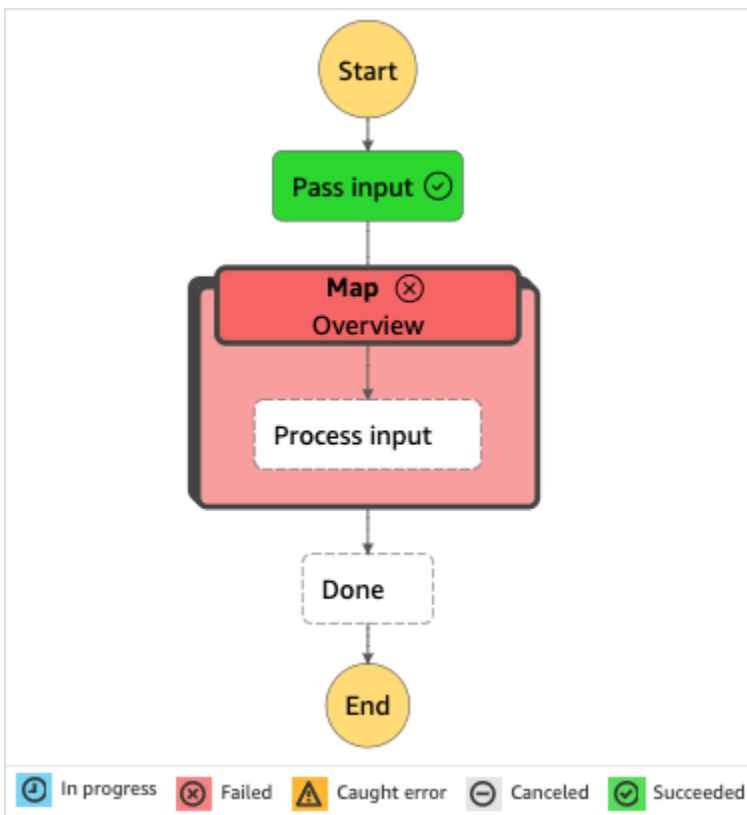 Start
Pass input
Map
Overview
Process input
Done
End
In progress
Failed
Caught error
Canceled
Succeeded